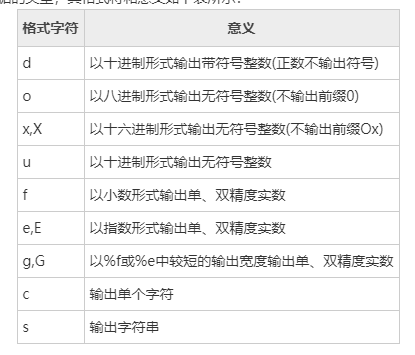 据的类型，其格式符和意义如下表所示：
格式字符 意义
d 以十进制形式输出带符号整数(正数不输出符号)
o 以八进制形式输出无符号整数(不输出前缀0)
x,X 以十六进制形式输出无符号整数(不输出前缀Ox)
u 以十进制形式输出无符号整数
f 以小数形式输出单、双精度实数
e,E 以指数形式输出单、双精度实数
g,G 以%f或%e中较短的输出宽度输出单、双精度实数
c 输出单个字符
s 输出字符串